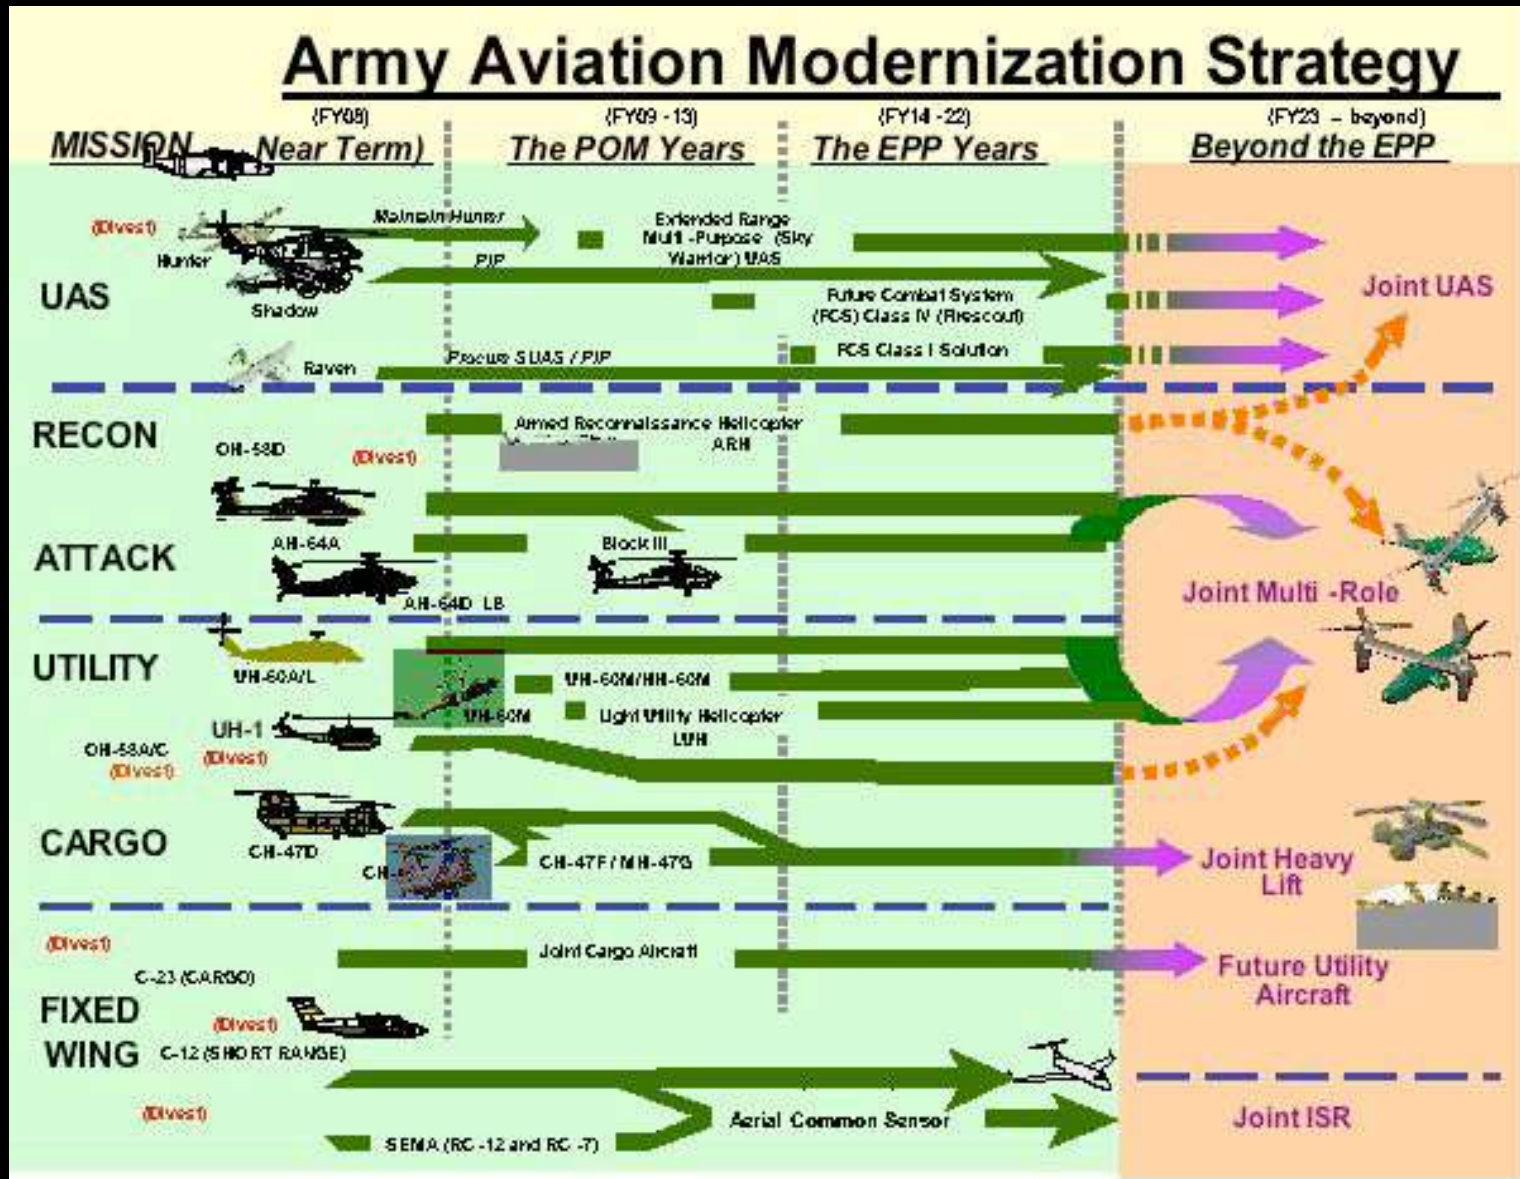 Army Aviation Modernization Strategy
(FY08)
(FY09 -13)
(FY14 -22)
(FY23 – beyond)
MISSION
Near Term)
The POM Years
The EPP Years
Beyond the EPP
Maintain Hunter
(Divest)
Hunter
Extended Range
Multi -Purpose (Sky
Warrior) UAS
PIP
UAS
Shadow
Future Combat System
(FCS) Class IV (Firescout)
Joint UAS
Raven
Procure SUAS / PIP
FCS Class I Solution
RECON
OH-58D
(Divest)
Armed Reconnaissance Helicopter
ARH
ATTACK
AH-64A
Block III
AH-64D LB
Joint Multi -Role
UTILITY
UH-60A/L
UH-60M
UH-60M/HH-60M
UH-1
(Divest)
Light Utility Helicopter
LUH
OH-58A/C
(Divest)
CARGO
CH-47D
CH-
CH-47F / MH-47G
Joint Heavy
Lift
(Divest)
C-23 (CARGO)
Joint Cargo Aircraft
Future Utility
Aircraft
FIXED
WING
(Divest)
C-12 (SHORT RANGE)
(Divest)
SEMA (RC -12 and RC -7)
Aerial Common Sensor
Joint ISR